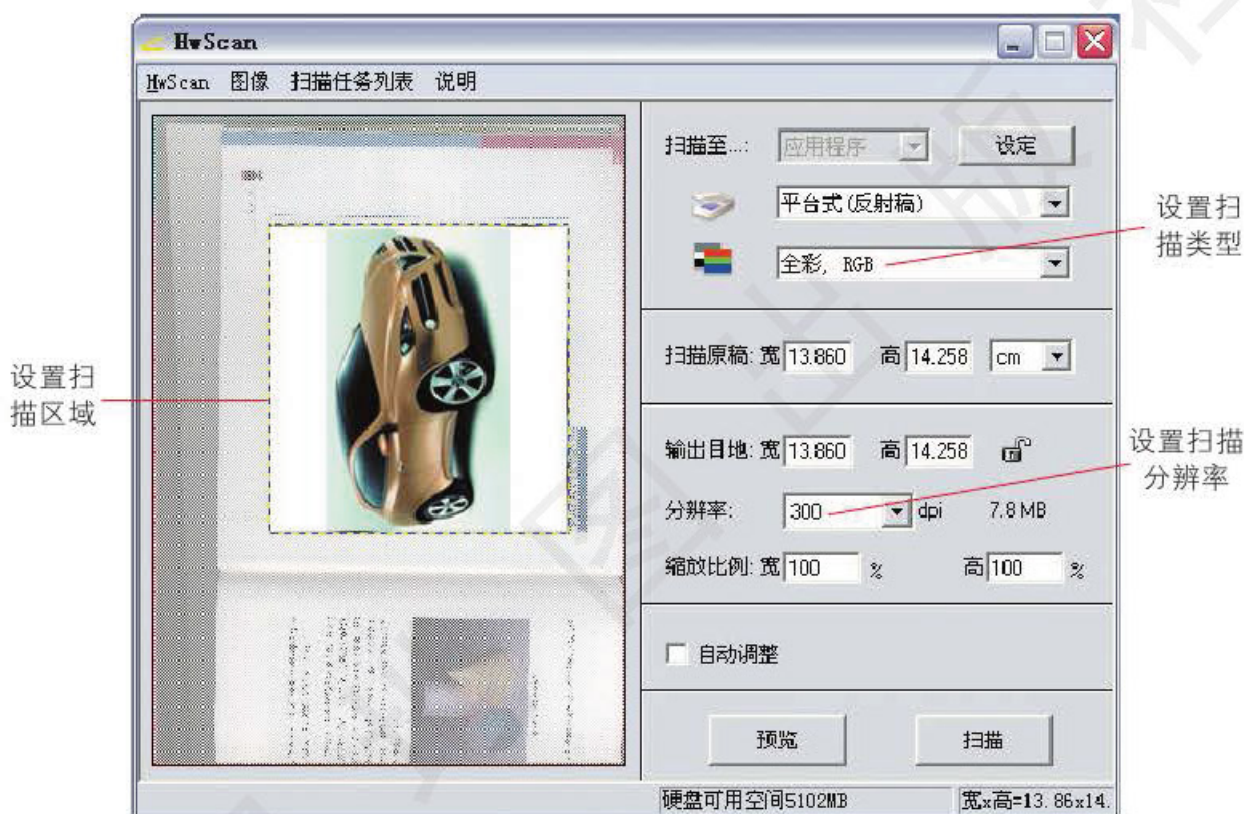 HwScan
HwScan 图像 扫描任务列表 说明
扫描至...: 应用程序 设定
平台式(反射稿)
全彩, RGB
设置扫描类型
扫描原稿: 宽 13.860 高 14.258 cm
设置扫描区域
输出目地: 宽 13.860 高 14.258
分辨率: 300 dpi 7.8 MB
设置扫描分辨率
缩放比例: 宽 100 % 高 100 %
自动调整
预览 扫描
硬盘可用空间5102MB 宽x高=13.86x14.